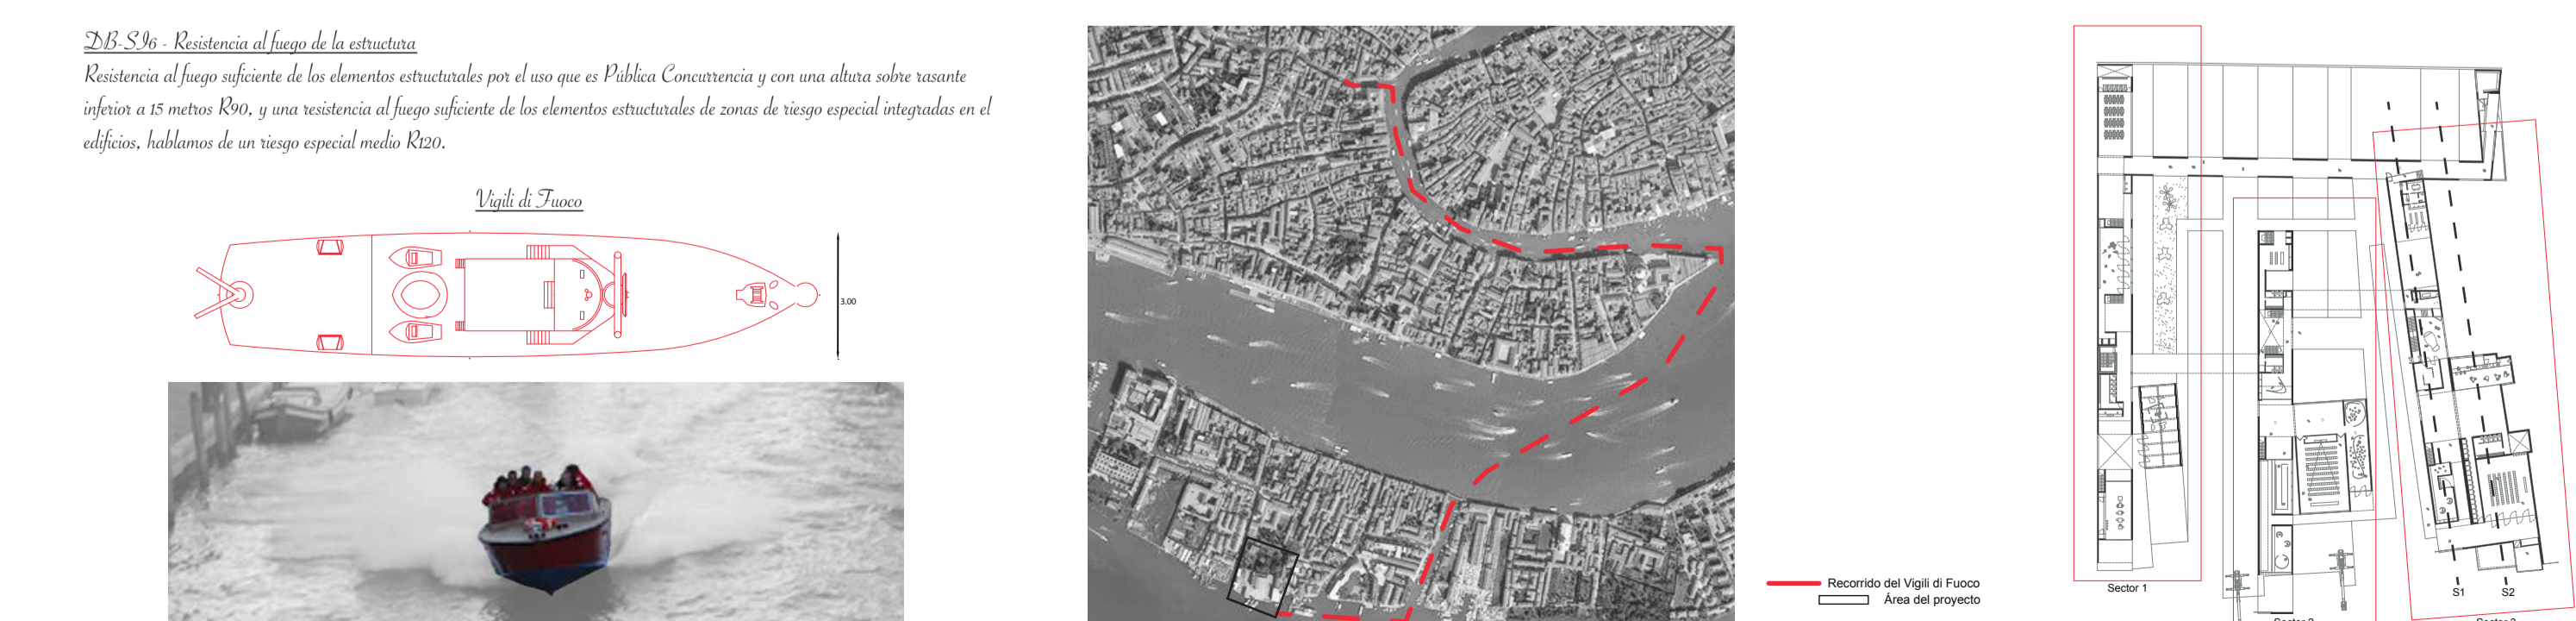 DB-SI6 - Resistencia al fuego de la estructura
Resistencia al fuego suficiente de los elementos estructurales por el uso que es Pública Concurrencia y con una altura sobre rasante
inferior a 15 metros R90, y una resistencia al fuego suficiente de los elementos estructurales de zonas de riesgo especial integradas en el
edificios, hablamos de un riesgo especial medio R120.
Vigili di Fuoco
3.00
Recorrido del Vigili di Fuoco
Área del proyecto
Sector 1
S1
S2